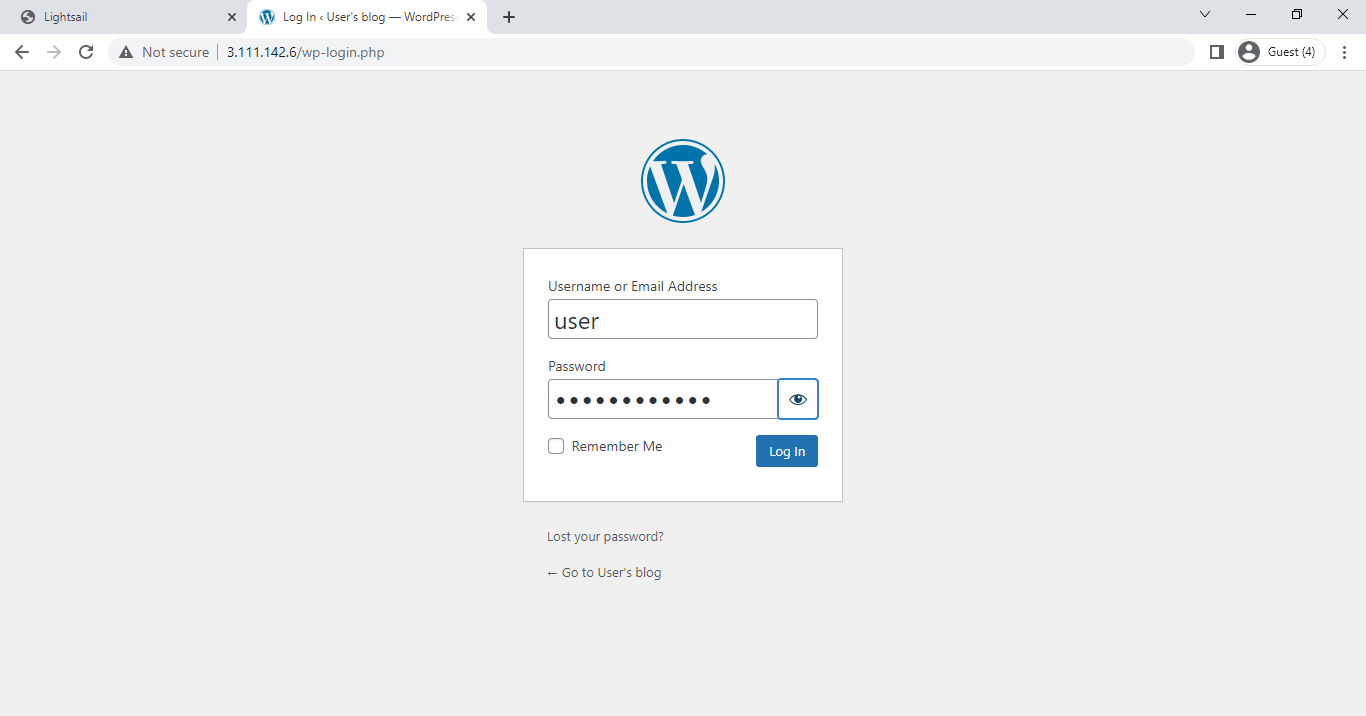 Lightsail
Log In ‹ User's blog — WordPress
Not secure
3.111.142.6/wp-login.php
Guest (4)
Username or Email Address
user
Password
Remember Me
Log In
Lost your password?
← Go to User's blog